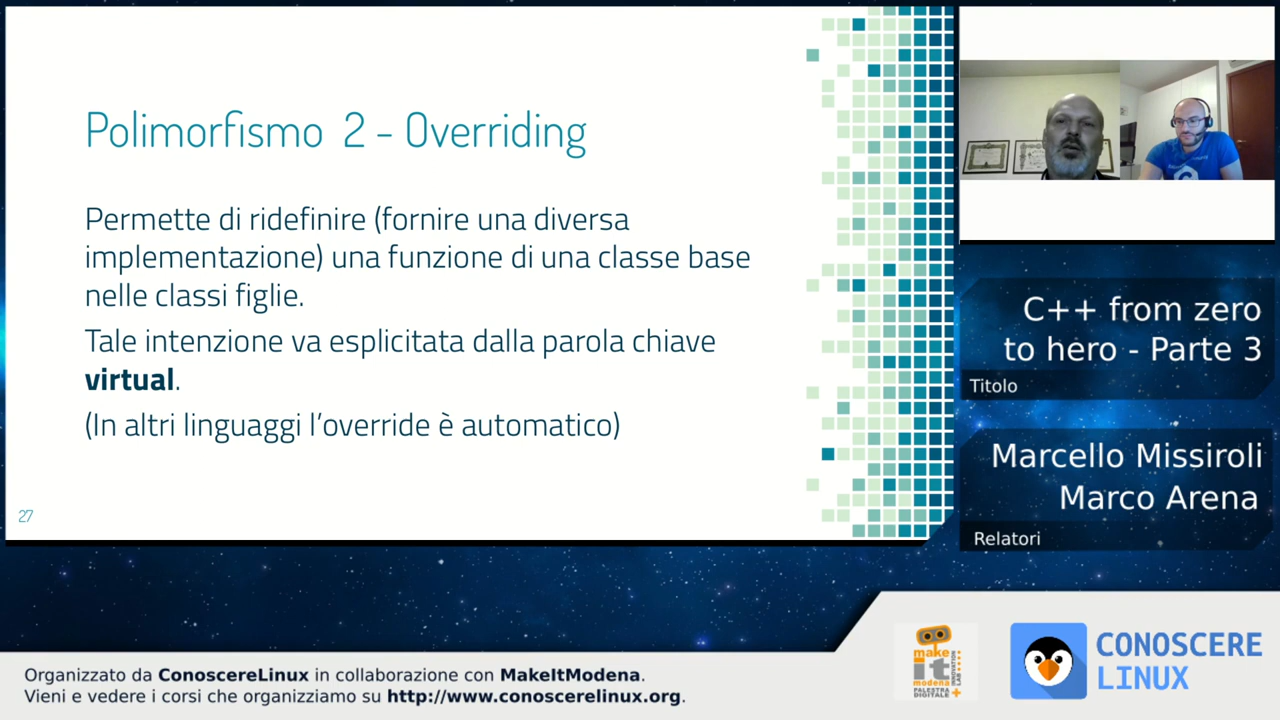 Polimorfismo 2 - Overriding
Permette di ridefinire (fornire una diversa
implementazione) una funzione di una classe base
nelle classi figlie.
Tale intenzione va esplicitata dalla parola chiave
virtual.
(In altri linguaggi l'override è automatico)
27
C++ from zero
to hero - Parte 3
Titolo
Marcello Missiroli
Marco Arena
Relatori
Organizzato da ConoscereLinux in collaborazione con MakeItModena.
Vieni e vedere i corsi che organizziamo su http://www.conoscerelinux.org.
make
it
modena
PALESTRA
DIGITALE
INNOVATION
LAB
CONOSCERE
LINUX